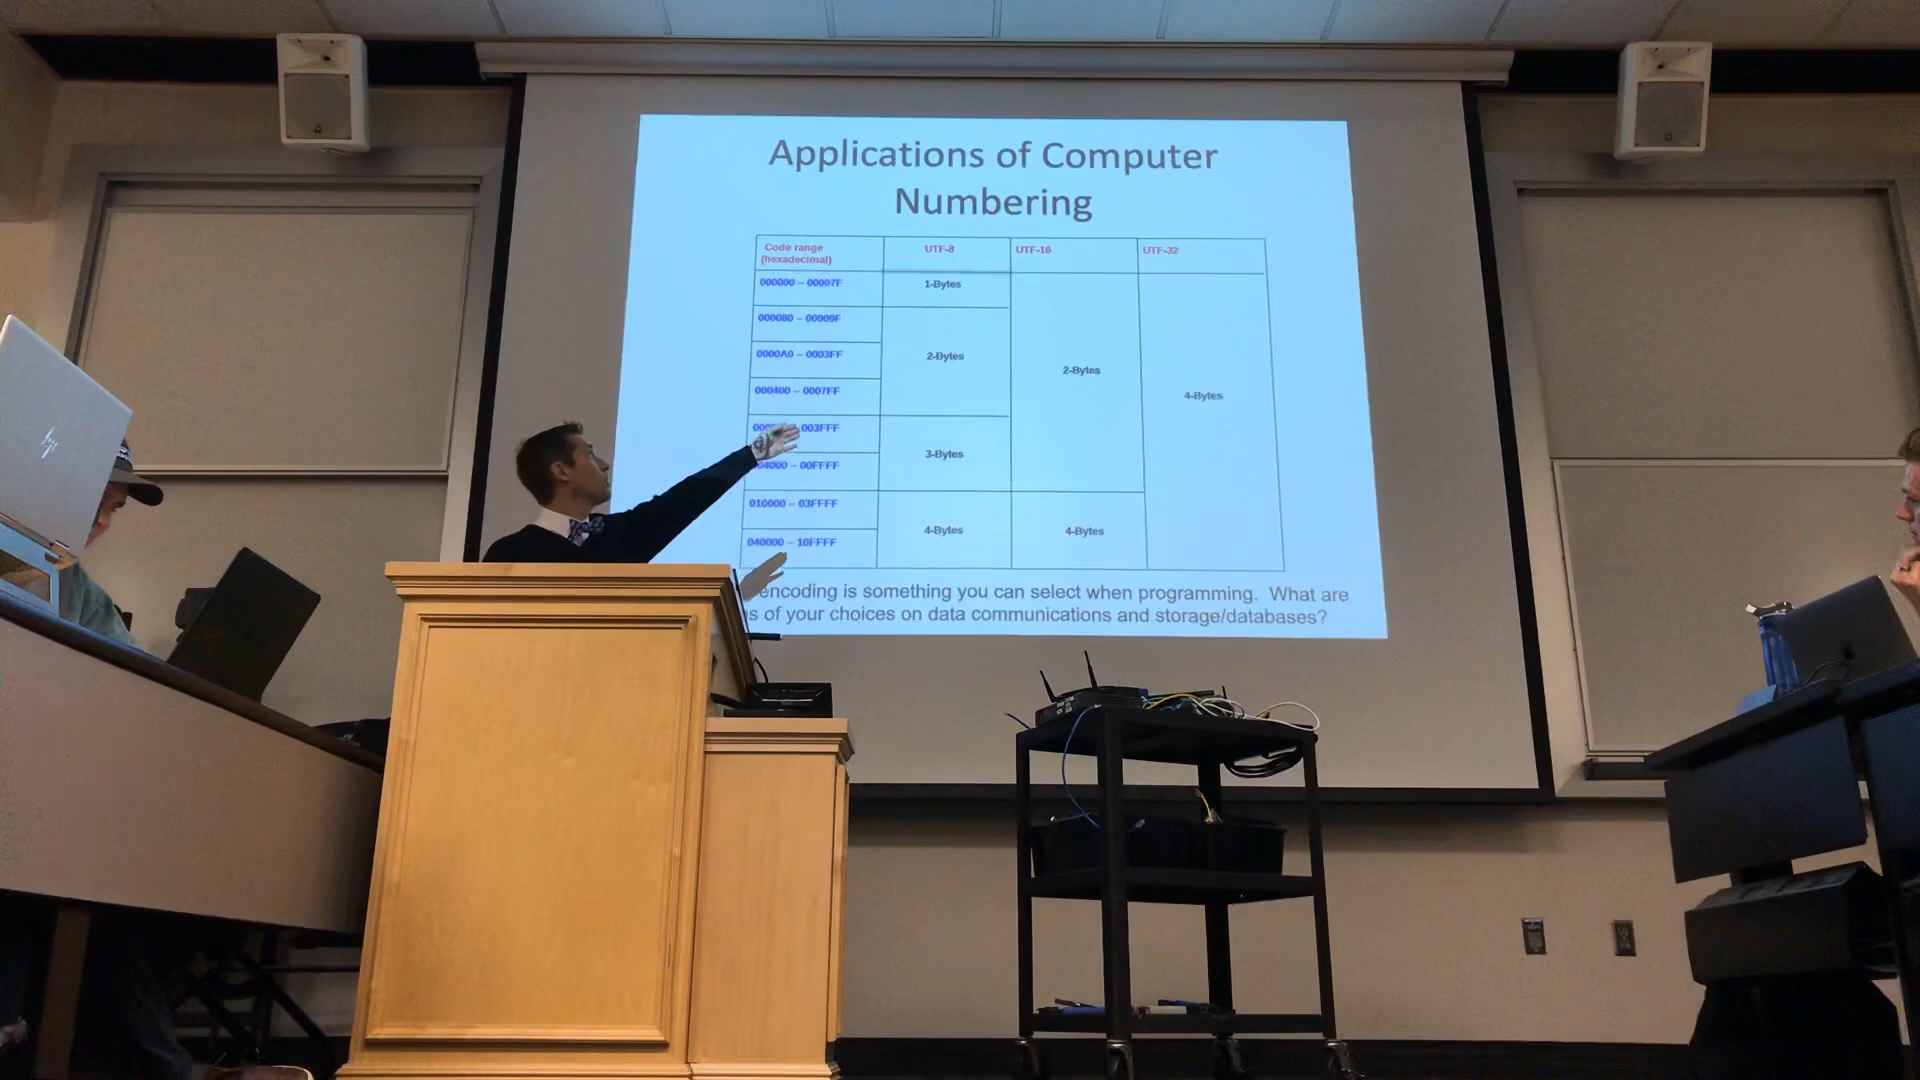 Applications of Computer
Numbering
Code range
(hexadecimal)
UTF-8
UTF-16
UTF-32
000000 – 00007F
1-Bytes
000080 – 00009F
0000A0 – 0003FF
2-Bytes
000400 – 0007FF
2-Bytes
4-Bytes
003FFF
3-Bytes
04000 – 00FFFF
010000 – 03FFFF
4-Bytes
4-Bytes
040000 – 10FFFF
encoding is something you can select when programming. What are
of your choices on data communications and storage/databases?
hp